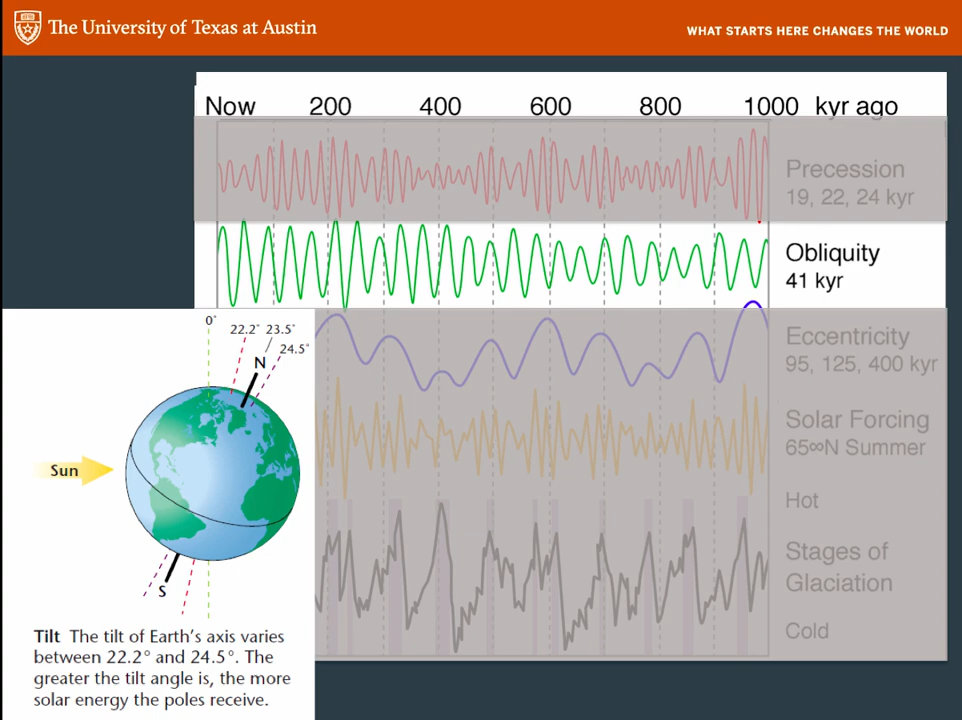 The University of Texas at Austin
WHAT STARTS HERE CHANGES THE WORLD
Now 200 400 600 800 1000 kyr ago
Precession
19, 22, 24 kyr
Obliquity
41 kyr
Eccentricity
95, 125, 400 kyr
Solar Forcing
65∞N Summer
Hot
Stages of
Glaciation
Cold
0°
22.2° 23.5°
24.5°
N
Sun
S
Tilt The tilt of Earth's axis varies
between 22.2° and 24.5°. The
greater the tilt angle is, the more
solar energy the poles receive.